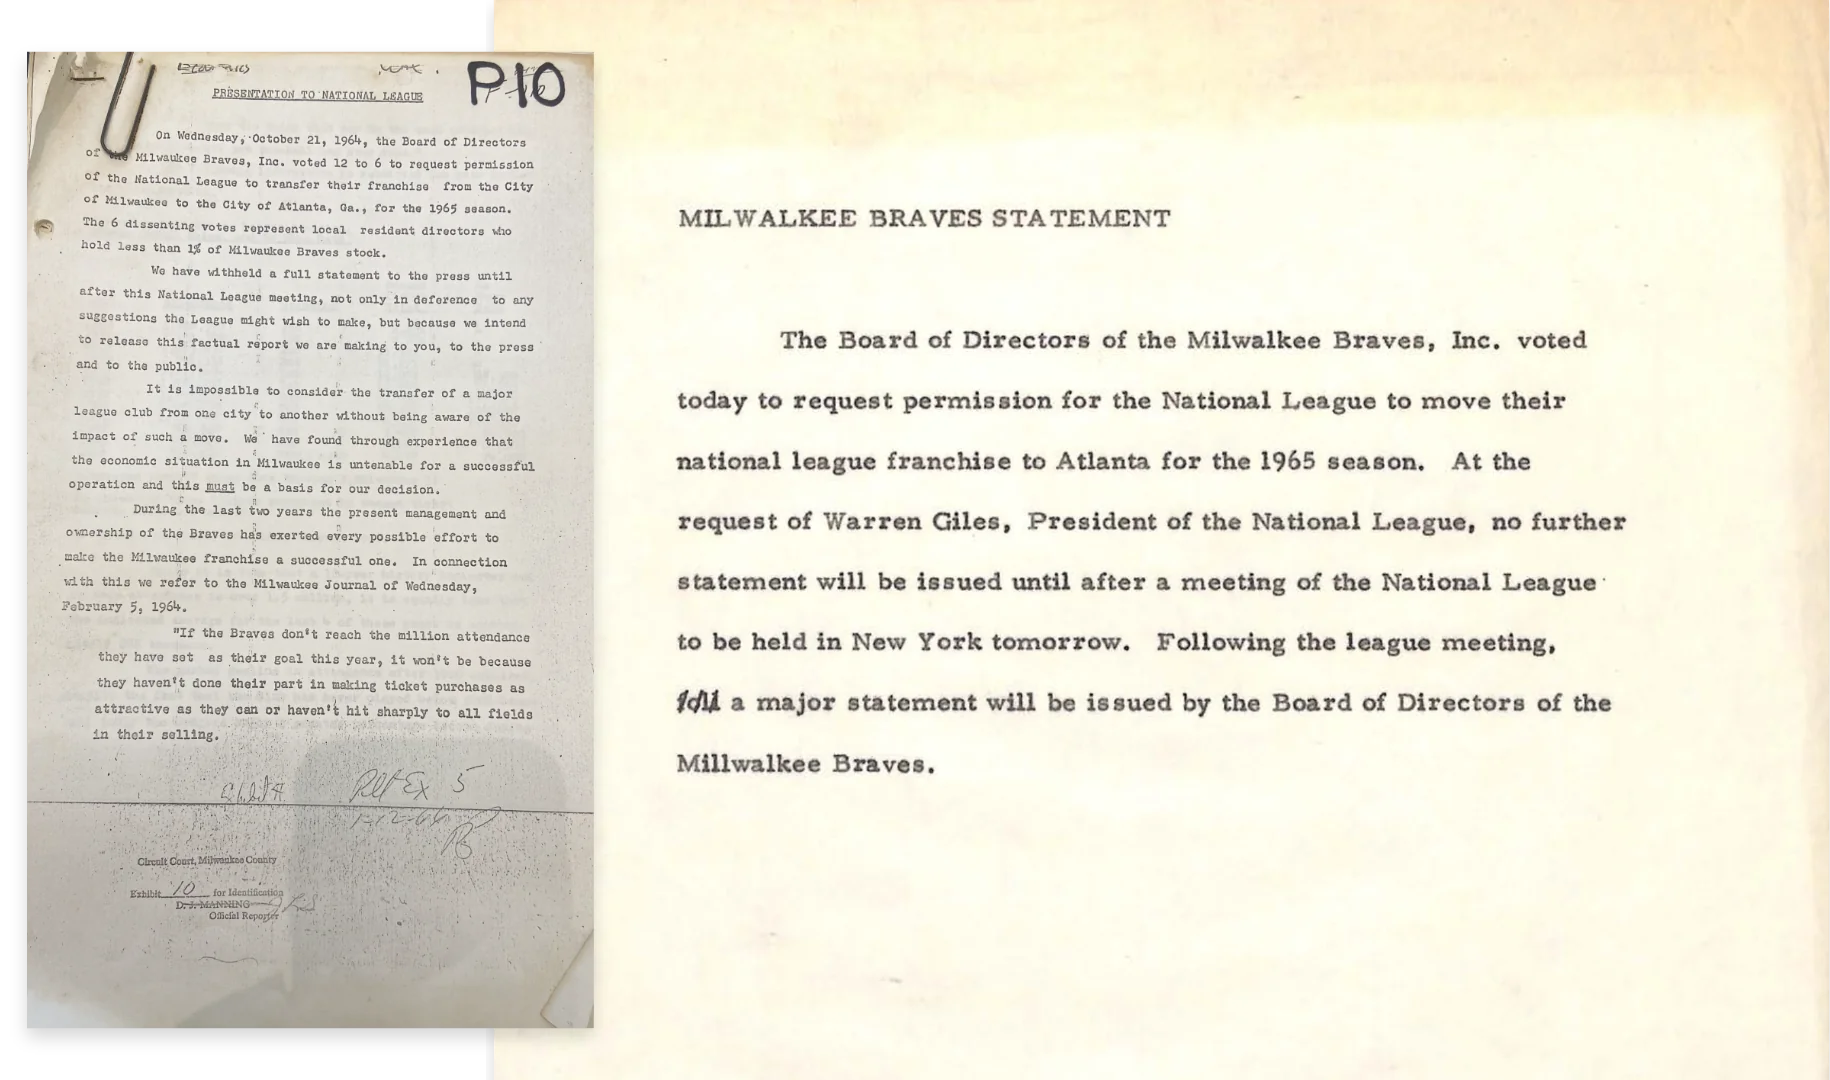 P10
PRESENTATION TO NATIONAL LEAGUE
On Wednesday, October 21, 1964, the Board of Directors
of the Milwaukee Braves, Inc. voted 12 to 6 to request permission
of the National League to transfer their franchise from the City
of Milwaukee to the City of Atlanta, Ga., for the 1965 season.
The 6 dissenting votes represent local resident directors who
hold less than 1% of Milwaukee Braves stock.
We have withheld a full statement to the press until
after this National League meeting, not only in deference to any
suggestions the League might wish to make, but because we intend
to release this factual report we are making to you, to the press
and to the public.
It is impossible to consider the transfer of a major
league club from one city to another without being aware of the
impact of such a move. We have found through experience that
the economic situation in Milwaukee is untenable for a successful
operation and this must be a basis for our decision.
During the last two years the present management and
ownership of the Braves has exerted every possible effort to
make the Milwaukee franchise a successful one. In connection
with this we refer to the Milwaukee Journal of Wednesday,
February 5, 1964.
"If the Braves don't reach the million attendance
they have set as their goal this year, it won't be because
they haven't done their part in making ticket purchases as
attractive as they can or haven't hit sharply to all fields
in their selling.
Ex 5
1-12-66
Circuit Court, Milwaukee County
Exhibit 10 for Identification
D. J. MANNING
Official Reporter
MILWALKEE BRAVES STATEMENT
The Board of Directors of the Milwalkee Braves, Inc. voted
today to request permission for the National League to move their
national league franchise to Atlanta for the 1965 season. At the
request of Warren Giles, President of the National League, no further
statement will be issued until after a meeting of the National League
to be held in New York tomorrow. Following the league meeting,
a major statement will be issued by the Board of Directors of the
Millwalkee Braves.